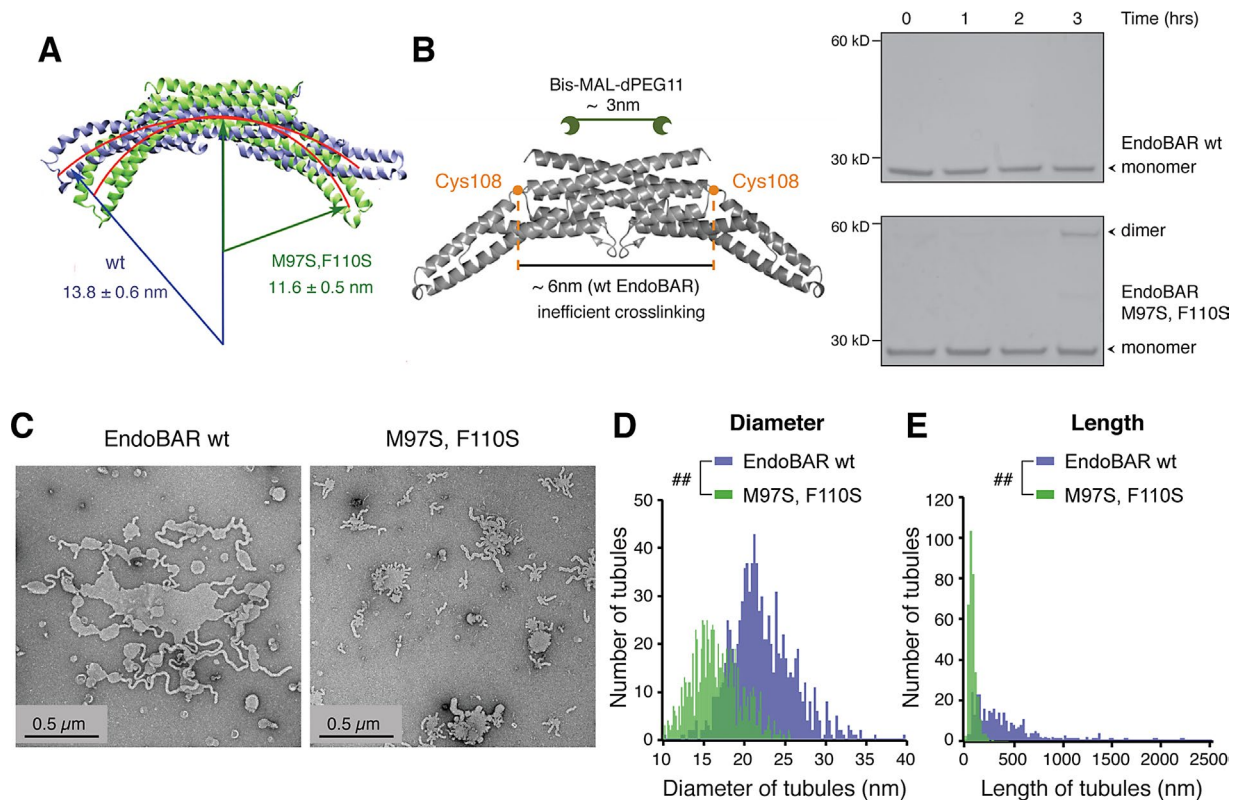 A
wt
13.8 ± 0.6 nm
M97S,F110S
11.6 ± 0.5 nm
B
Bis-MAL-dPEG11
~ 3nm
Cys108
Cys108
~ 6nm (wt EndoBAR)
inefficient crosslinking
0 1 2 3 Time (hrs)
60 kD
30 kD
EndoBAR wt
monomer
60 kD
30 kD
dimer
EndoBAR
M97S, F110S
monomer
C
EndoBAR wt
0.5 µm
M97S, F110S
0.5 µm
D
Diameter
## EndoBAR wt
M97S, F110S
Number of tubules
50
40
30
20
10
0
10 15 20 25 30 35 40
Diameter of tubules (nm)
E
Length
## EndoBAR wt
M97S, F110S
Number of tubules
120
100
80
60
40
20
0
0 500 1000 1500 2000 2500
Length of tubules (nm)